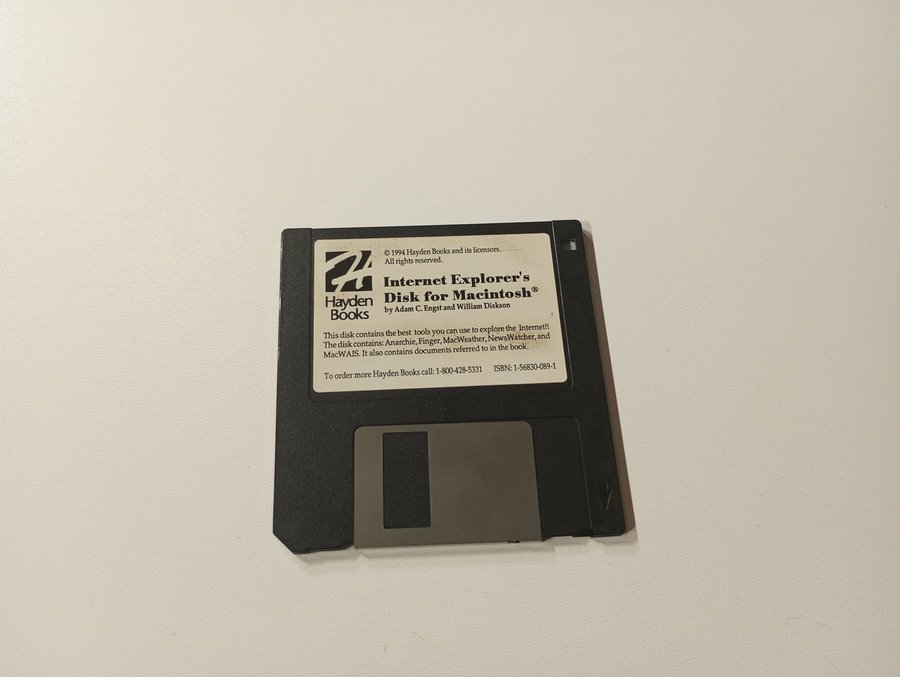 © 1994 Hayden Books and its licensors.
All rights reserved.
Hayden
Books
Internet Explorer's
Disk for Macintosh®
by Adam C. Engst and William Diskson
This disk contains the best tools you can use to explore the Internet!!
The disk contains: Anarchie, Finger, MacWeather, NewsWatcher, and
MacWAIS. It also contains documents referred to in the book.
To order more Hayden Books call: 1-800-428-5331 ISBN: 1-56830-089-1